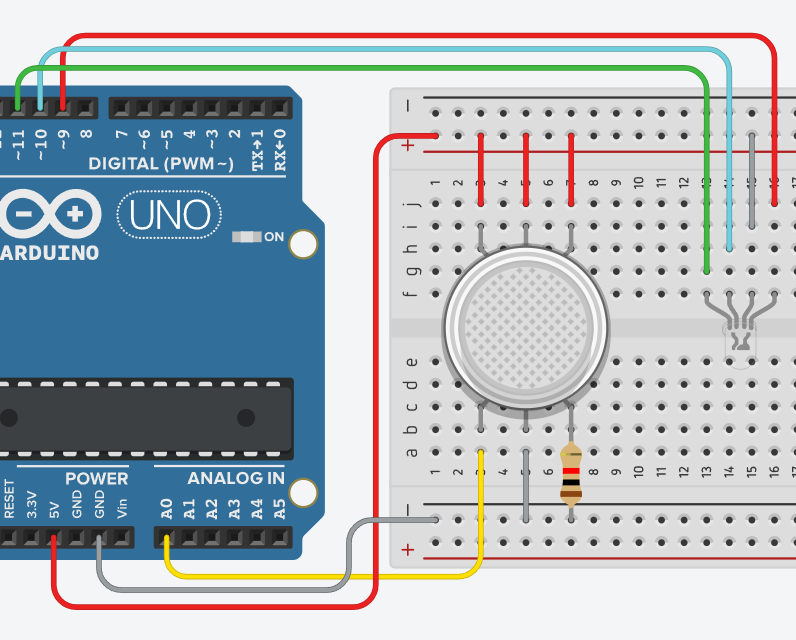 ~11 ~10 ~9 8 7 ~6 ~5 4 ~3 2 TX→1 RX←0
DIGITAL (PWM~)
UNO
ON
ARDUINO
POWER
ANALOG IN
RESET 3.3V 5V GND GND Vin A0 A1 A2 A3 A4 A5
−
+
1 2 3 4 5 6 7 8 9 10 11 12 13 14 15 16
j
i
h
g
f
e
d
c
b
a
1 2 3 4 5 6 7 8 9 10 11 12 13 14 15 16
−
+